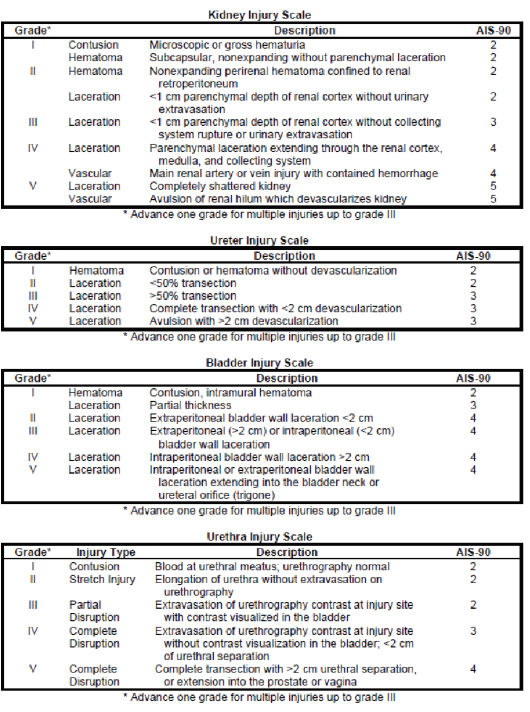 Kidney Injury Scale
Grade* Description AIS-90
I Contusion Microscopic or gross hematuria 2
Hematoma Subcapsular, nonexpanding without parenchymal laceration 2
II Hematoma Nonexpanding perirenal hematoma confined to renal 2
retroperitoneum
Laceration <1 cm parenchymal depth of renal cortex without urinary 2
extravasation
III Laceration <1 cm parenchymal depth of renal cortex without collecting 3
system rupture or urinary extravasation
IV Laceration Parenchymal laceration extending through the renal cortex, 4
medulla, and collecting system
Vascular Main renal artery or vein injury with contained hemorrhage 4
V Laceration Completely shattered kidney 5
Vascular Avulsion of renal hilum which devascularizes kidney 5
* Advance one grade for multiple injuries up to grade III
Ureter Injury Scale
Grade* Description AIS-90
I Hematoma Contusion or hematoma without devascularization 2
II Laceration <50% transection 2
III Laceration >50% transection 3
IV Laceration Complete transection with <2 cm devascularization 3
V Laceration Avulsion with >2 cm devascularization 3
* Advance one grade for multiple injuries up to grade III
Bladder Injury Scale
Grade* Description AIS-90
I Hematoma Contusion, intramural hematoma 2
Laceration Partial thickness 3
II Laceration Extraperitoneal bladder wall laceration <2 cm 4
III Laceration Extraperitoneal (>2 cm) or intraperitoneal (<2 cm) 4
bladder wall laceration
IV Laceration Intraperitoneal bladder wall laceration >2 cm 4
V Laceration Intraperitoneal or extraperitoneal bladder wall 4
laceration extending into the bladder neck or
ureteral orifice (trigone)
* Advance one grade for multiple injuries up to grade III
Urethra Injury Scale
Grade* Injury Type Description AIS-90
I Contusion Blood at urethral meatus; urethrography normal 2
II Stretch Injury Elongation of urethra without extravasation on 2
urethrography
III Partial Extravasation of urethrography contrast at injury site 2
Disruption with contrast visualized in the bladder
IV Complete Extravasation of urethrography contrast at injury site 3
Disruption without contrast visualization in the bladder; <2 cm
of urethral separation
V Complete Complete transection with >2 cm urethral separation, 4
Disruption or extension into the prostate or vagina
* Advance one grade for multiple injuries up to grade III